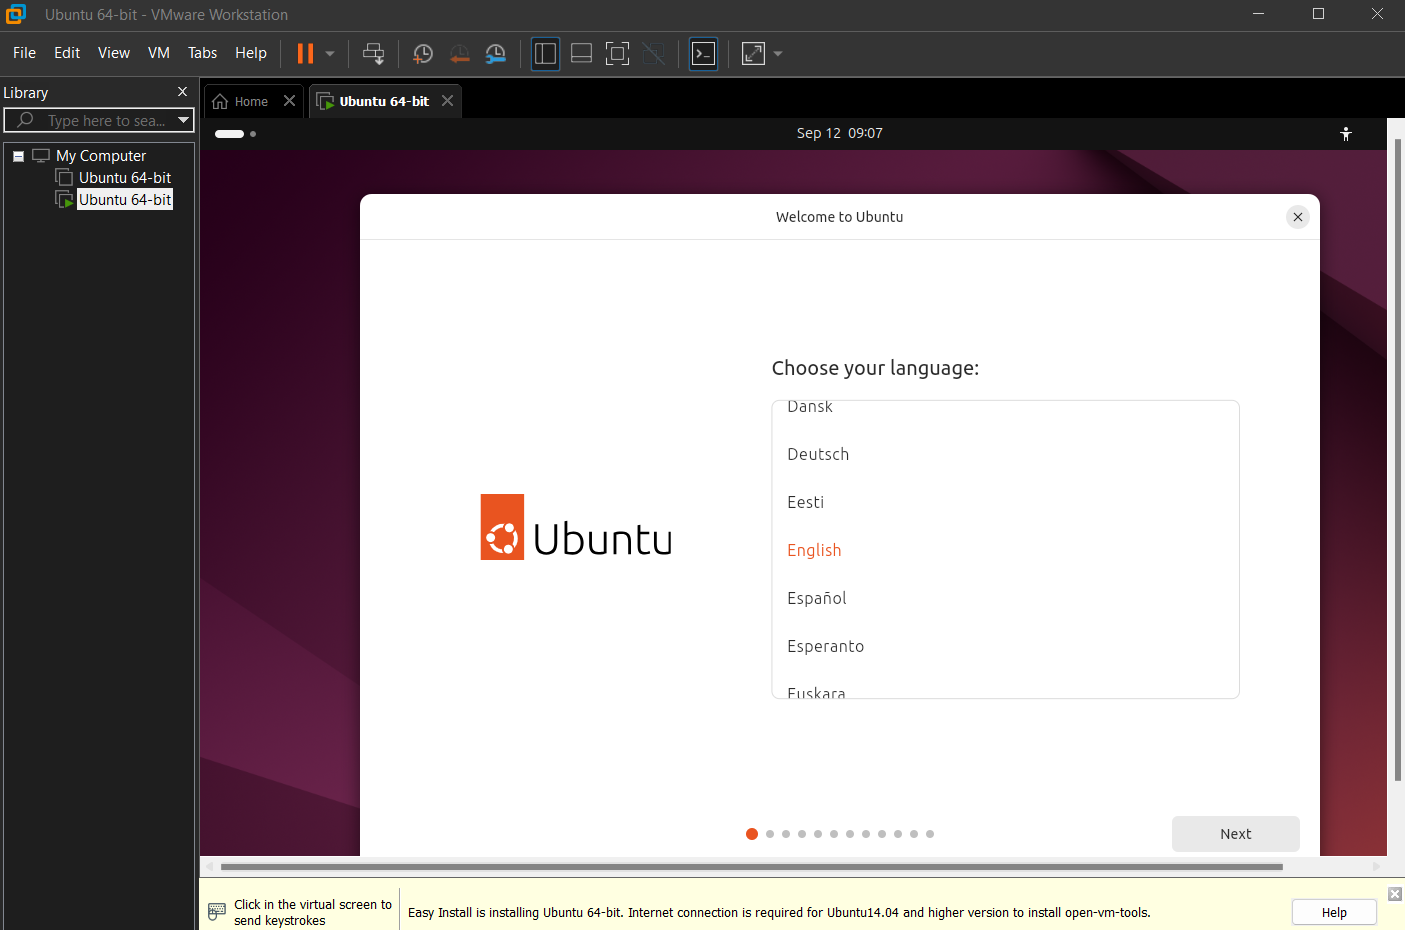 Ubuntu 64-bit - VMware Workstation
File Edit View VM Tabs Help
Library
Type here to sea...
My Computer
Ubuntu 64-bit
Ubuntu 64-bit
Home
Ubuntu 64-bit
Sep 12 09:07
Welcome to Ubuntu
Choose your language:
Dansk
Deutsch
Eesti
English
Español
Esperanto
Euskara
Ubuntu
Next
Click in the virtual screen to
send keystrokes
Easy Install is installing Ubuntu 64-bit. Internet connection is required for Ubuntu14.04 and higher version to install open-vm-tools.
Help